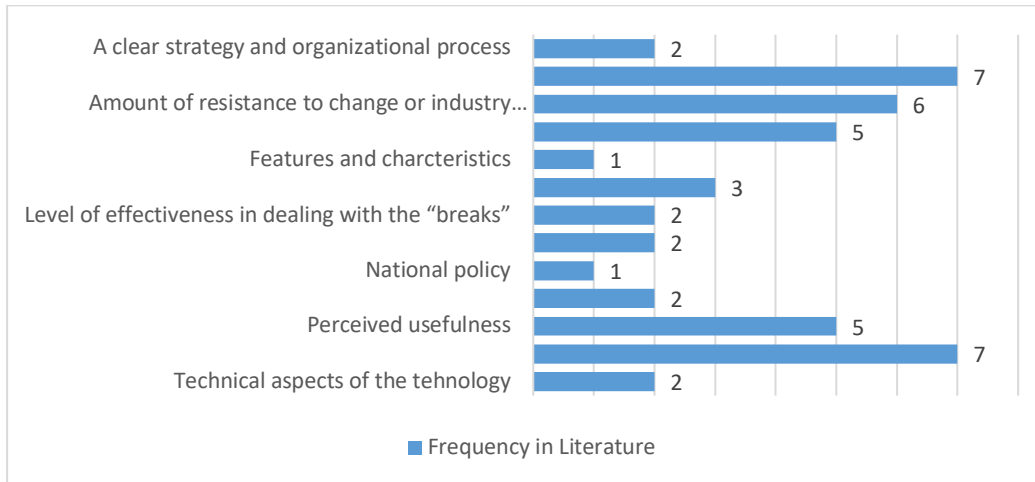 A clear strategy and organizational process 2
7
Amount of resistance to change or industry… 6
5
Features and charcteristics 1
3
Level of effectiveness in dealing with the “breaks” 2
2
National policy 1
2
Perceived usefulness 5
7
Technical aspects of the tehnology 2
Frequency in Literature